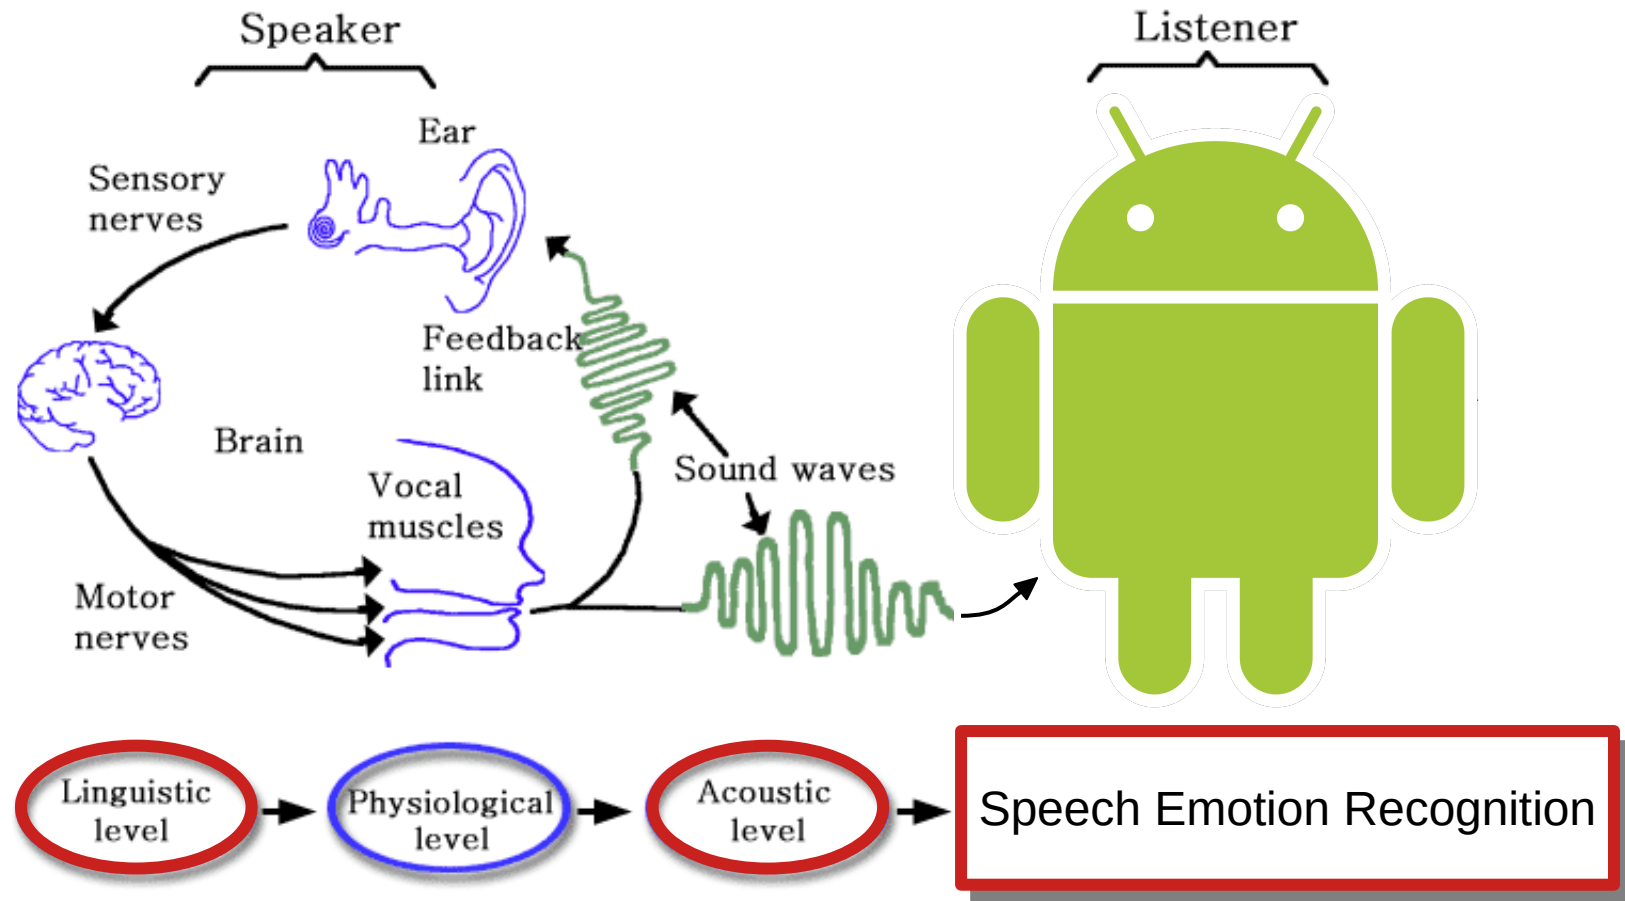 Speaker
Listener
Ear
Sensory
nerves
Feedback
link
Brain
Vocal
muscles
Sound waves
Motor
nerves
Linguistic
level
Physiological
level
Acoustic
level
Speech Emotion Recognition